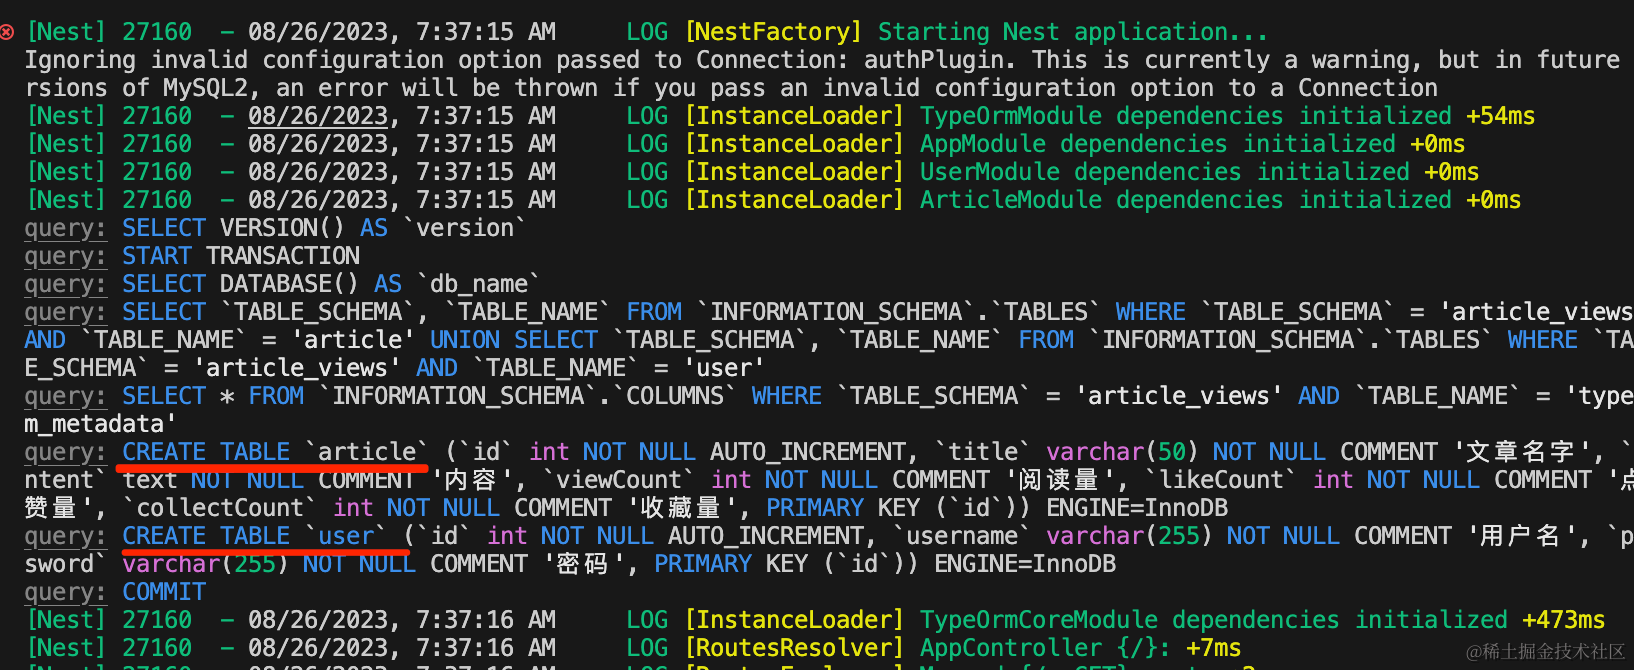 [Nest] 27160  - 08/26/2023, 7:37:15 AM     LOG [NestFactory] Starting Nest application...
Ignoring invalid configuration option passed to Connection: authPlugin. This is currently a warning, but in future
rsions of MySQL2, an error will be thrown if you pass an invalid configuration option to a Connection
[Nest] 27160  - 08/26/2023, 7:37:15 AM     LOG [InstanceLoader] TypeOrmModule dependencies initialized +54ms
[Nest] 27160  - 08/26/2023, 7:37:15 AM     LOG [InstanceLoader] AppModule dependencies initialized +0ms
[Nest] 27160  - 08/26/2023, 7:37:15 AM     LOG [InstanceLoader] UserModule dependencies initialized +0ms
[Nest] 27160  - 08/26/2023, 7:37:15 AM     LOG [InstanceLoader] ArticleModule dependencies initialized +0ms
query: SELECT VERSION() AS `version`
query: START TRANSACTION
query: SELECT DATABASE() AS `db_name`
query: SELECT `TABLE_SCHEMA`, `TABLE_NAME` FROM `INFORMATION_SCHEMA`.`TABLES` WHERE `TABLE_SCHEMA` = 'article_views
AND `TABLE_NAME` = 'article' UNION SELECT `TABLE_SCHEMA`, `TABLE_NAME` FROM `INFORMATION_SCHEMA`.`TABLES` WHERE `TA
E_SCHEMA` = 'article_views' AND `TABLE_NAME` = 'user'
query: SELECT * FROM `INFORMATION_SCHEMA`.`COLUMNS` WHERE `TABLE_SCHEMA` = 'article_views' AND `TABLE_NAME` = 'type
m_metadata'
query: CREATE TABLE `article` (`id` int NOT NULL AUTO_INCREMENT, `title` varchar(50) NOT NULL COMMENT '文章名字', `
ntent` text NOT NULL COMMENT '内容', `viewCount` int NOT NULL COMMENT '阅读量', `likeCount` int NOT NULL COMMENT '点
赞量', `collectCount` int NOT NULL COMMENT '收藏量', PRIMARY KEY (`id`)) ENGINE=InnoDB
query: CREATE TABLE `user` (`id` int NOT NULL AUTO_INCREMENT, `username` varchar(255) NOT NULL COMMENT '用户名', `p
sword` varchar(255) NOT NULL COMMENT '密码', PRIMARY KEY (`id`)) ENGINE=InnoDB
query: COMMIT
[Nest] 27160  - 08/26/2023, 7:37:16 AM     LOG [InstanceLoader] TypeOrmCoreModule dependencies initialized +473ms
[Nest] 27160  - 08/26/2023, 7:37:16 AM     LOG [RoutesResolver] AppController {/}: +7ms
@稀土掘金技术社区